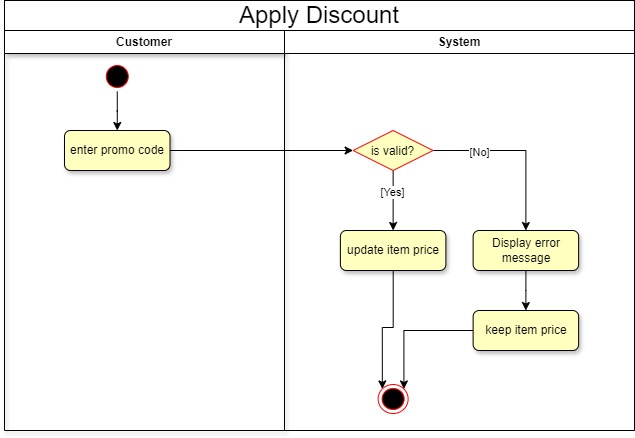 Apply Discount
Customer
System
enter promo code
is valid?
[No]
[Yes]
update item price
Display error
message
keep item price